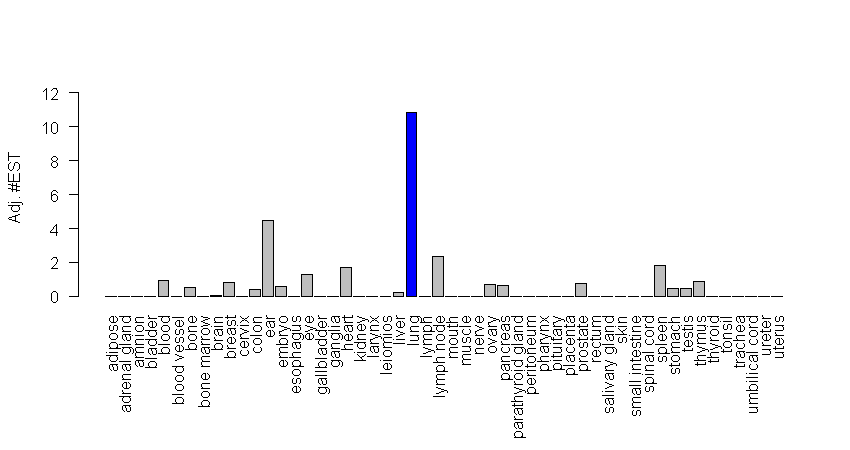 Adj. #EST
12
10
8
6
4
2
0
adipose
adrenal gland
amnion
bladder
blood
blood vessel
bone
bone marrow
brain
breast
cervix
colon
ear
embryo
esophagus
eye
gallbladder
ganglia
heart
kidney
larynx
leiomios
liver
lung
lymph
lymph node
mouth
muscle
nerve
ovary
pancreas
parathyroid gland
peritoneum
pharynx
pituitary
placenta
prostate
rectum
salivary gland
skin
small intestine
spinal cord
spleen
stomach
testis
thymus
thyroid
tonsil
trachea
umbilical cord
ureter
uterus